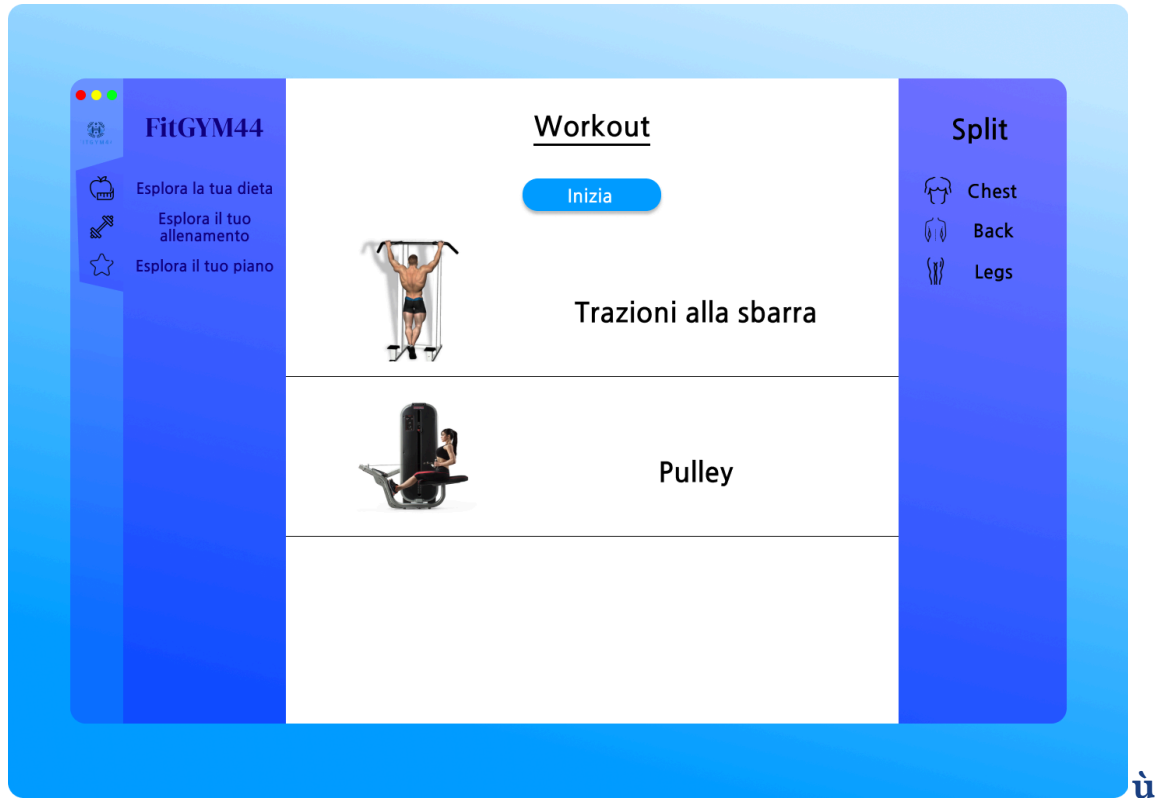 FitGYM44
Esplora la tua dieta
Esplora il tuo
allenamento
Esplora il tuo piano
Workout
Inizia
Trazioni alla sbarra
Pulley
Split
Chest
Back
Legs
ù